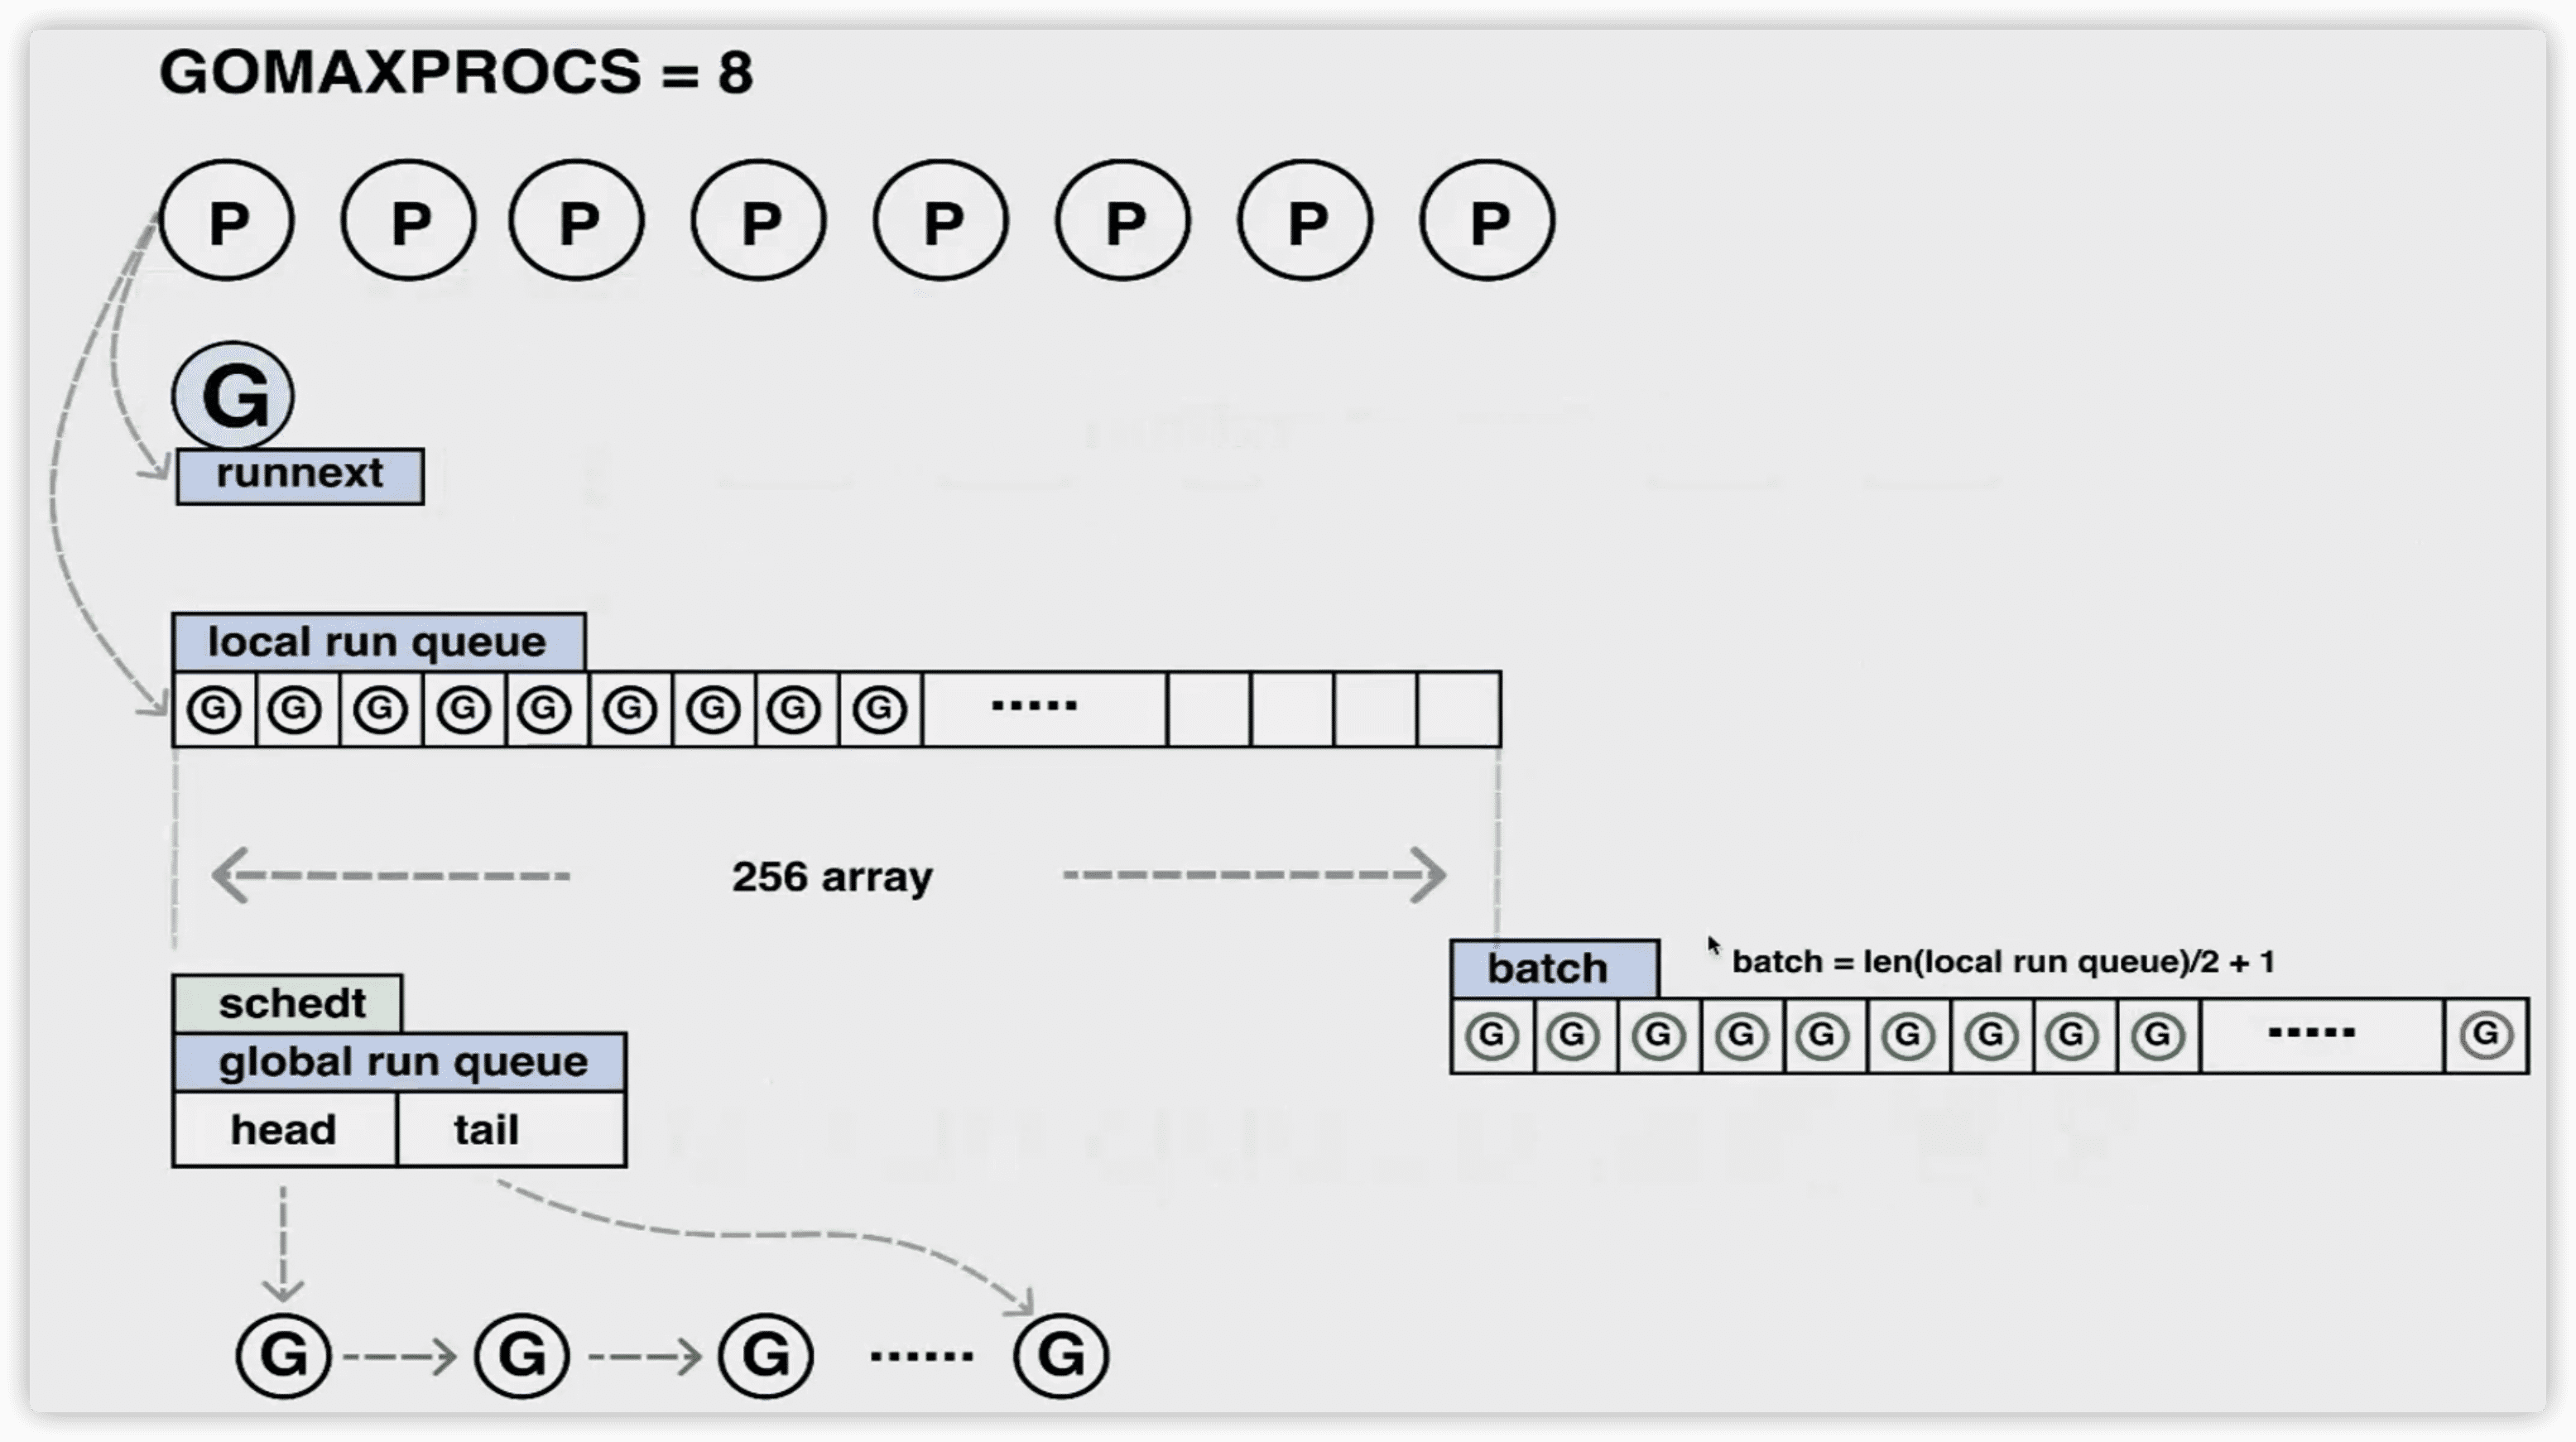 GOMAXPROCS = 8
P P P P P P P P
G
runnext
local run queue
G G G G G G G G G .....
256 array
batch
batch = len(local run queue)/2 + 1
G G G G G G G G G ..... G
schedt
global run queue
head tail
G G G ...... G